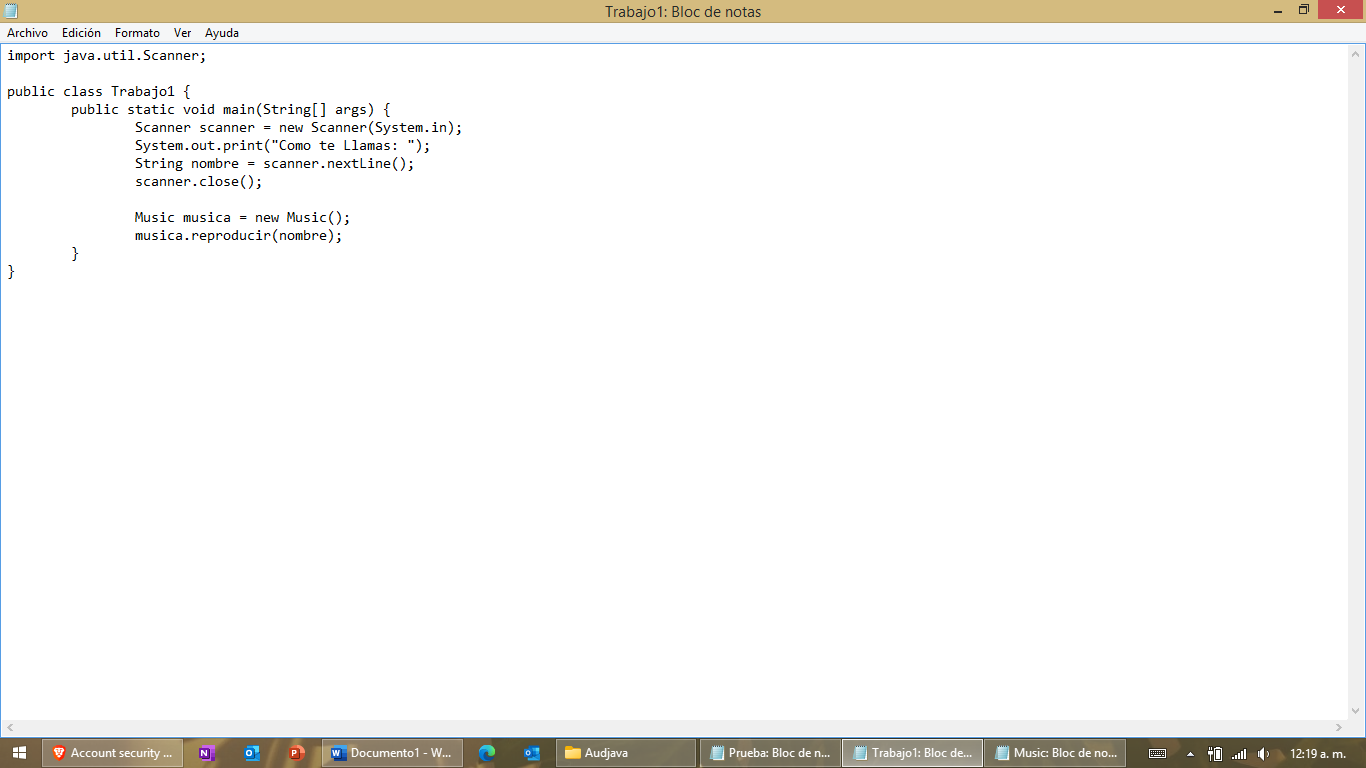 Trabajo1: Bloc de notas
Archivo Edición Formato Ver Ayuda
import java.util.Scanner;
public class Trabajo1 {
public static void main(String[] args) {
Scanner scanner = new Scanner(System.in);
System.out.print("Como te Llamas: ");
String nombre = scanner.nextLine();
scanner.close();
Music musica = new Music();
musica.reproducir(nombre);
}
}
Account security ... Documento1 - W... Audjava Prueba: Bloc de n... Trabajo1: Bloc de... Music: Bloc de no... 12:19 a. m.